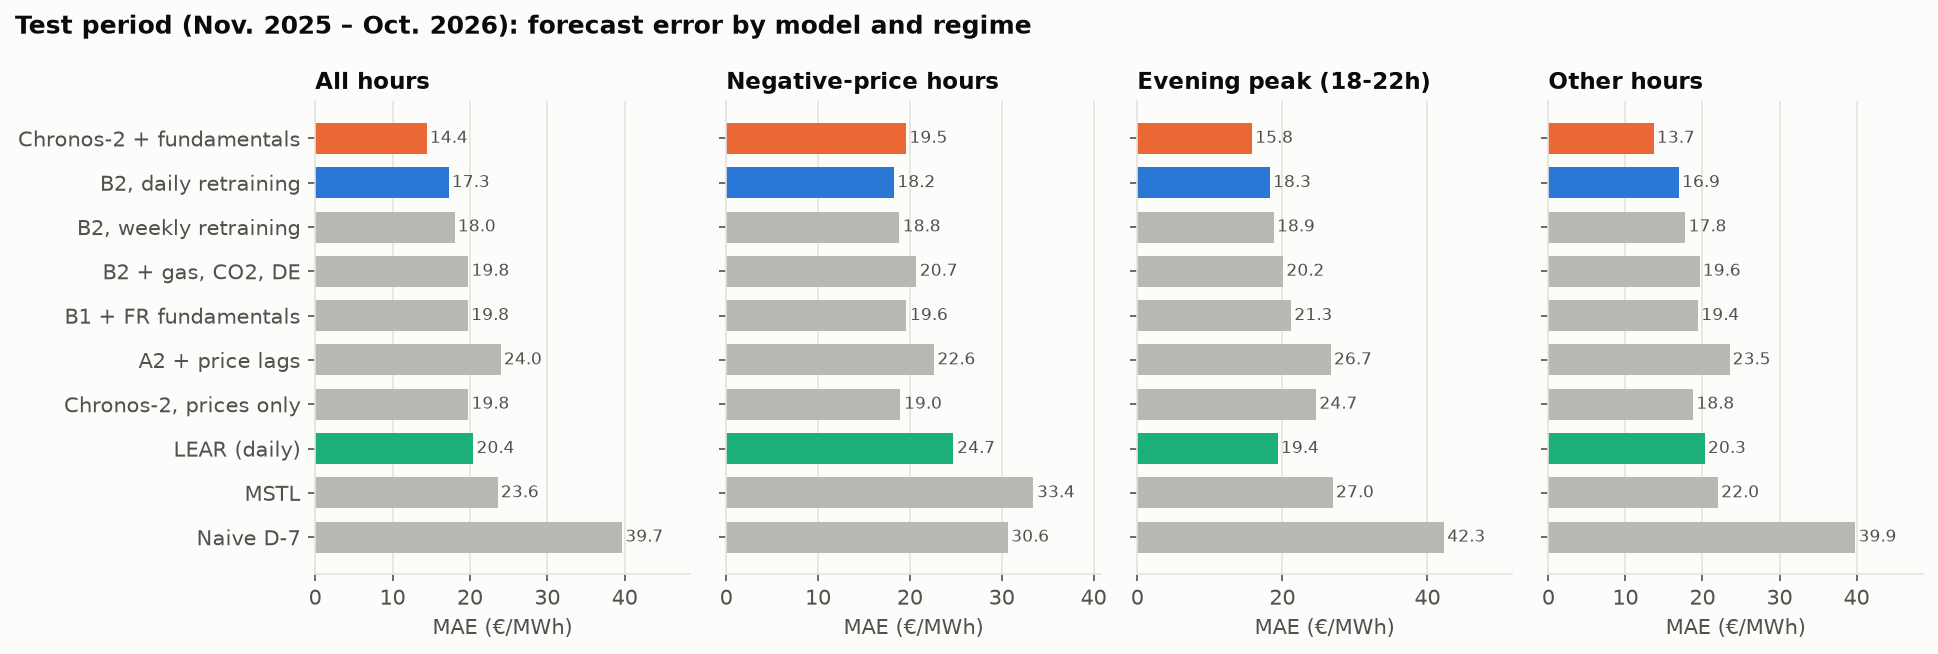 Test period (Nov. 2025 – Oct. 2026): forecast error by model and regime
All hours
Negative-price hours
Evening peak (18-22h)
Other hours
Chronos-2 + fundamentals 14.4 19.5 15.8 13.7
B2, daily retraining 17.3 18.2 18.3 16.9
B2, weekly retraining 18.0 18.8 18.9 17.8
B2 + gas, CO2, DE 19.8 20.7 20.2 19.6
B1 + FR fundamentals 19.8 19.6 21.3 19.4
A2 + price lags 24.0 22.6 26.7 23.5
Chronos-2, prices only 19.8 19.0 24.7 18.8
LEAR (daily) 20.4 24.7 19.4 20.3
MSTL 23.6 33.4 27.0 22.0
Naive D-7 39.7 30.6 42.3 39.9
0 10 20 30 40 0 10 20 30 40 0 20 40 0 10 20 30 40
MAE (€/MWh) MAE (€/MWh) MAE (€/MWh) MAE (€/MWh)